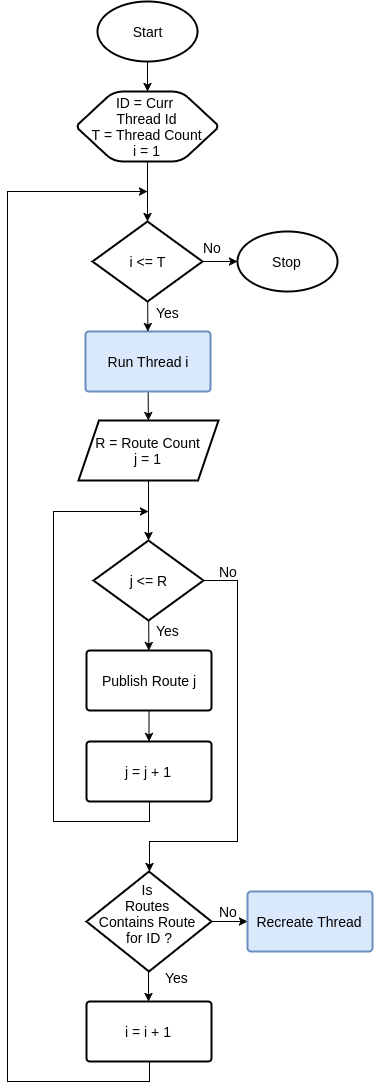 Start
ID = Curr
Thread Id
T = Thread Count
i = 1
i <= T
No
Stop
Yes
Run Thread i
R = Route Count
j = 1
j <= R
No
Yes
Publish Route j
j = j + 1
Is
Routes
Contains Route
for ID ?
No
Recreate Thread
Yes
i = i + 1